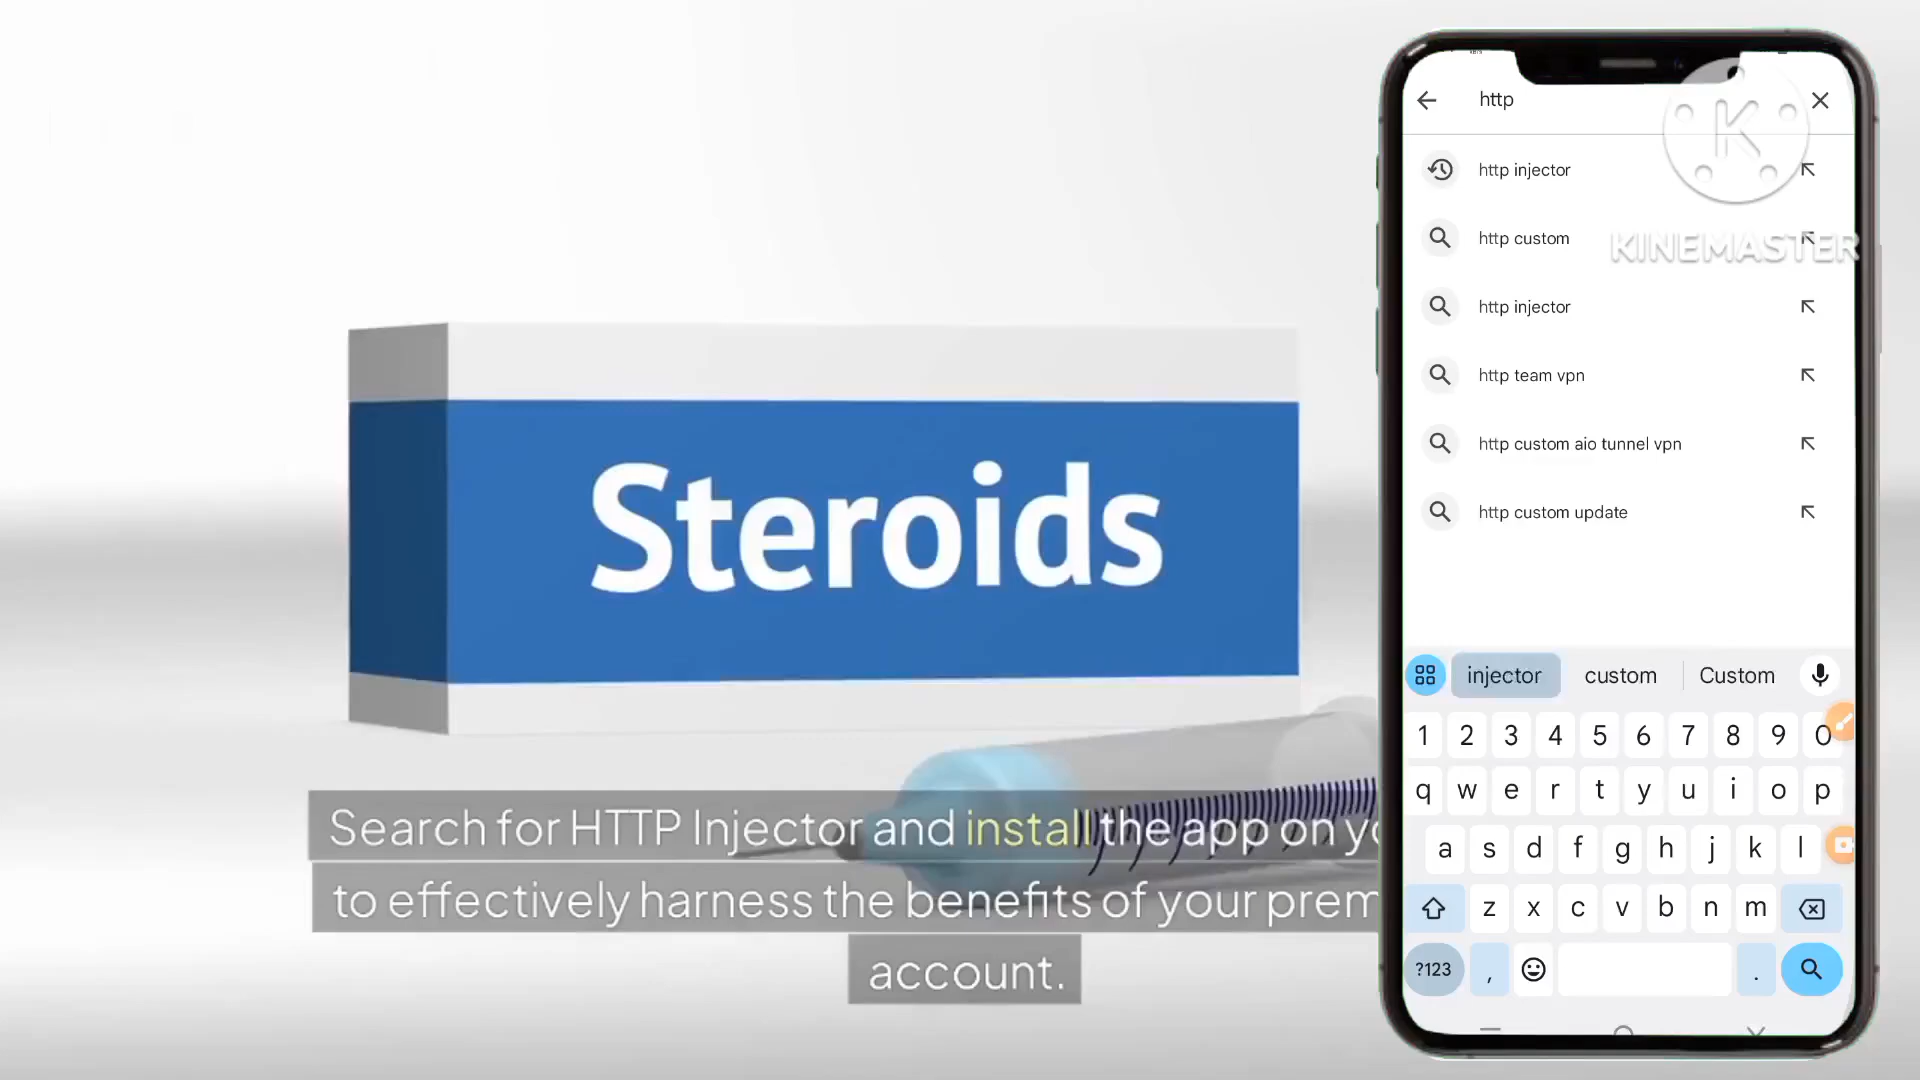 Steroids
Search for HTTP Injector and install the app on yo
to effectively harness the benefits of your prem
account.
http
http injector
http custom
http injector
http team vpn
http custom aio tunnel vpn
http custom update
K
KINEMASTER
injector custom Custom
1 2 3 4 5 6 7 8 9 0
q w e r t y u i o p
a s d f g h j k l
z x c v b n m
?123 , .